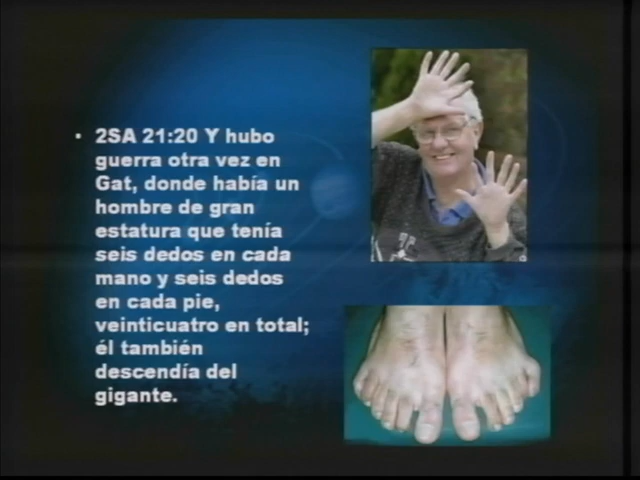 • 2SA 21:20 Y hubo
guerra otra vez en
Gat, donde había un
hombre de gran
estatura que tenía
seis dedos en cada
mano y seis dedos
en cada pie,
veinticuatro en total;
él también
descendía del
gigante.